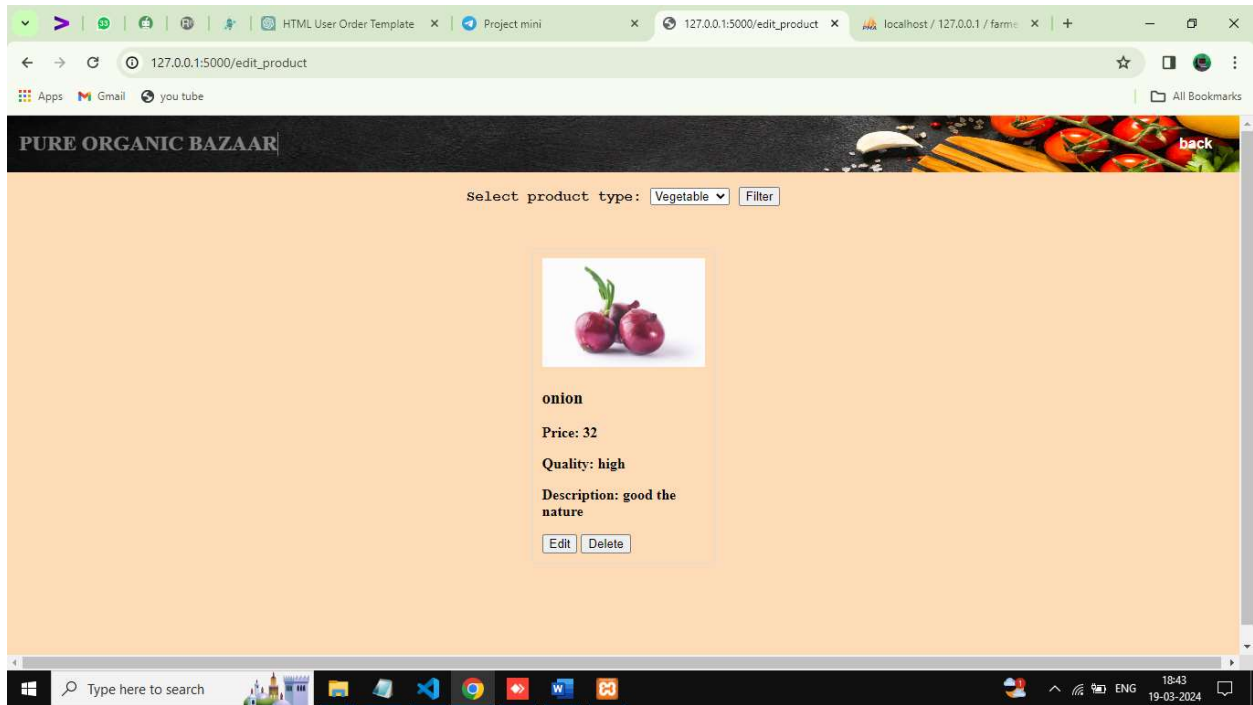 HTML User Order Template
Project mini
127.0.0.1:5000/edit_product
localhost / 127.0.0.1 / farme
127.0.0.1:5000/edit_product
Apps
Gmail
you tube
All Bookmarks
PURE ORGANIC BAZAAR
back
Select product type:
Vegetable
Filter
onion
Price: 32
Quality: high
Description: good the
nature
Edit
Delete
Type here to search
ENG
18:43
19-03-2024